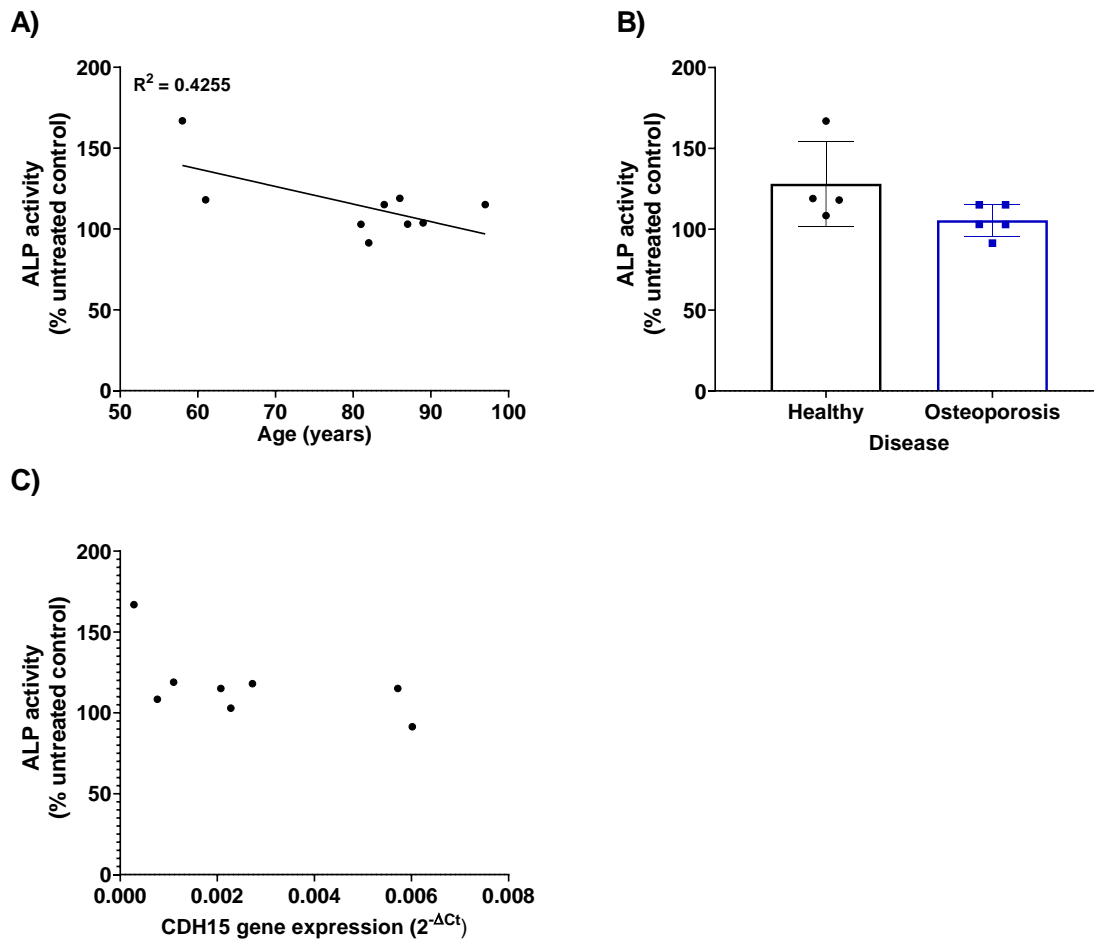 A)
200
150
100
50
0
R² = 0.4255
ALP activity
(% untreated control)
50 60 70 80 90 100
Age (years)
B)
200
150
100
50
0
ALP activity
(% untreated control)
Healthy Osteoporosis
Disease
C)
200
150
100
50
0
ALP activity
(% untreated control)
0.000 0.002 0.004 0.006 0.008
CDH15 gene expression (2^-ΔCt)